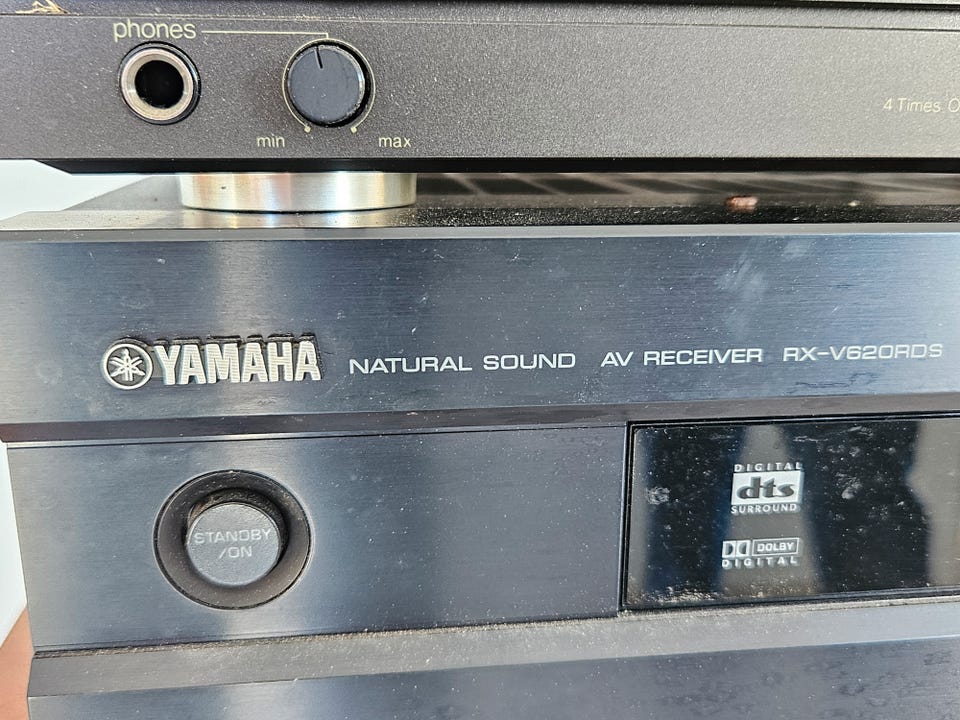 phones
min max
4 Times
YAMAHA NATURAL SOUND AV RECEIVER RX-V620RDS
STANDBY
/ON
DIGITAL
dts
SURROUND
DOLBY
DIGITAL